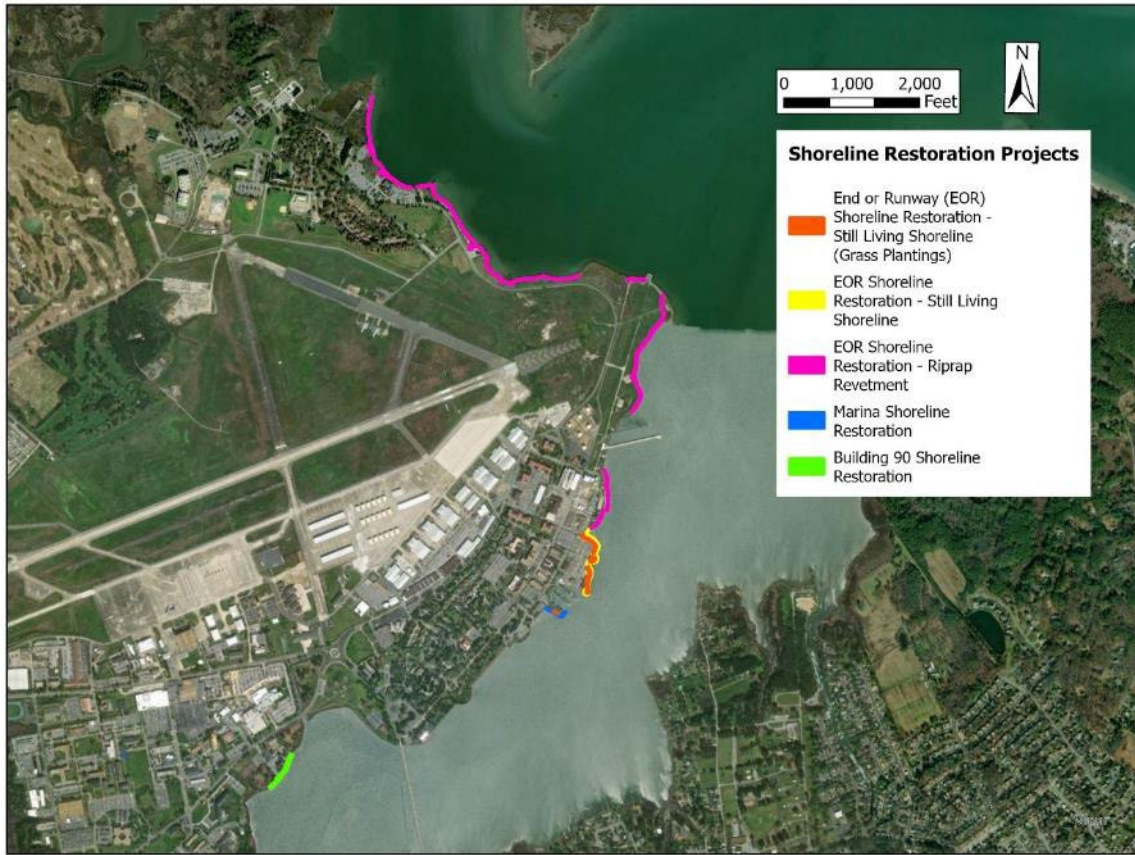 N
0 1,000 2,000
Feet
Shoreline Restoration Projects
End or Runway (EOR)
Shoreline Restoration -
Still Living Shoreline
(Grass Plantings)
EOR Shoreline
Restoration - Still Living
Shoreline
EOR Shoreline
Restoration - Riprap
Revetment
Marina Shoreline
Restoration
Building 90 Shoreline
Restoration